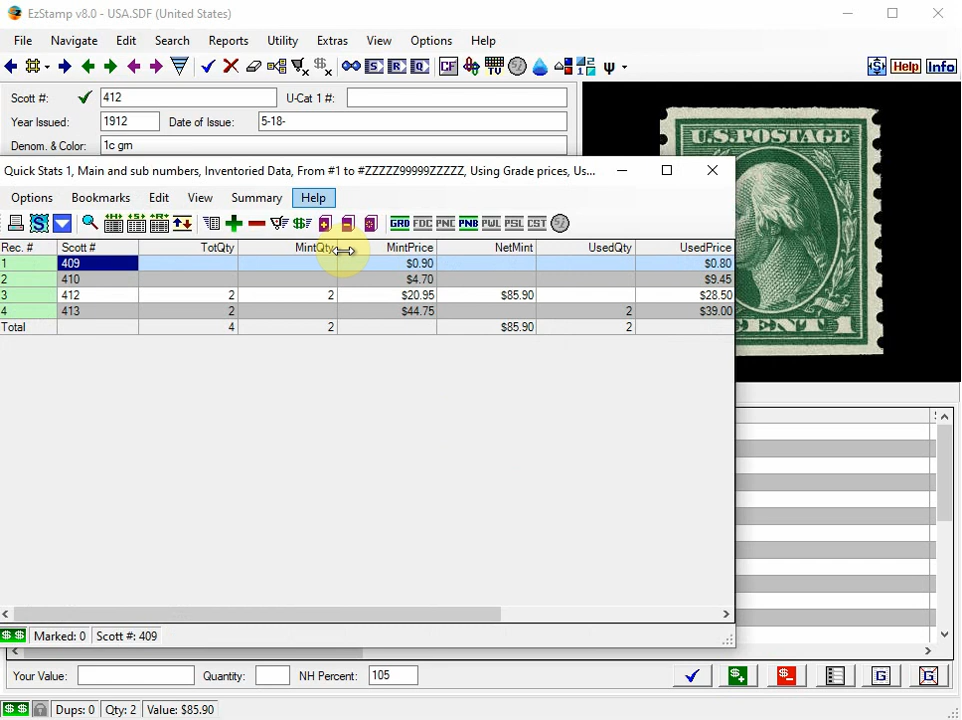 EzStamp v8.0 - USA.SDF (United States)
File Navigate Edit Search Reports Utility Extras View Options Help
S R Q CF TV Help Info
Scott #: 412 U-Cat 1 #:
Year Issued: 1912 Date of Issue: 5-18-
Denom. & Color: 1c gm
U.S.POSTAGE
Quick Stats 1, Main and sub numbers, Inventoried Data, From #1 to #ZZZZZ99999ZZZZZ, Using Grade prices, Us...
Options Bookmarks Edit View Summary Help
GRD FDC PNC PNB PWL PSL CST
Rec. # Scott # TotQty MintQty MintPrice NetMint UsedQty UsedPrice
1 409 $0.90 $0.80
2 410 $4.70 $9.45
3 412 2 2 $20.95 $85.90 $28.50
4 413 2 $44.75 2 $39.00
Total 4 2 $85.90 2
CENT 1
$ $ Marked: 0 Scott #: 409
Your Value: Quantity: NH Percent: 105
$ $ Dups: 0 Qty: 2 Value: $85.90